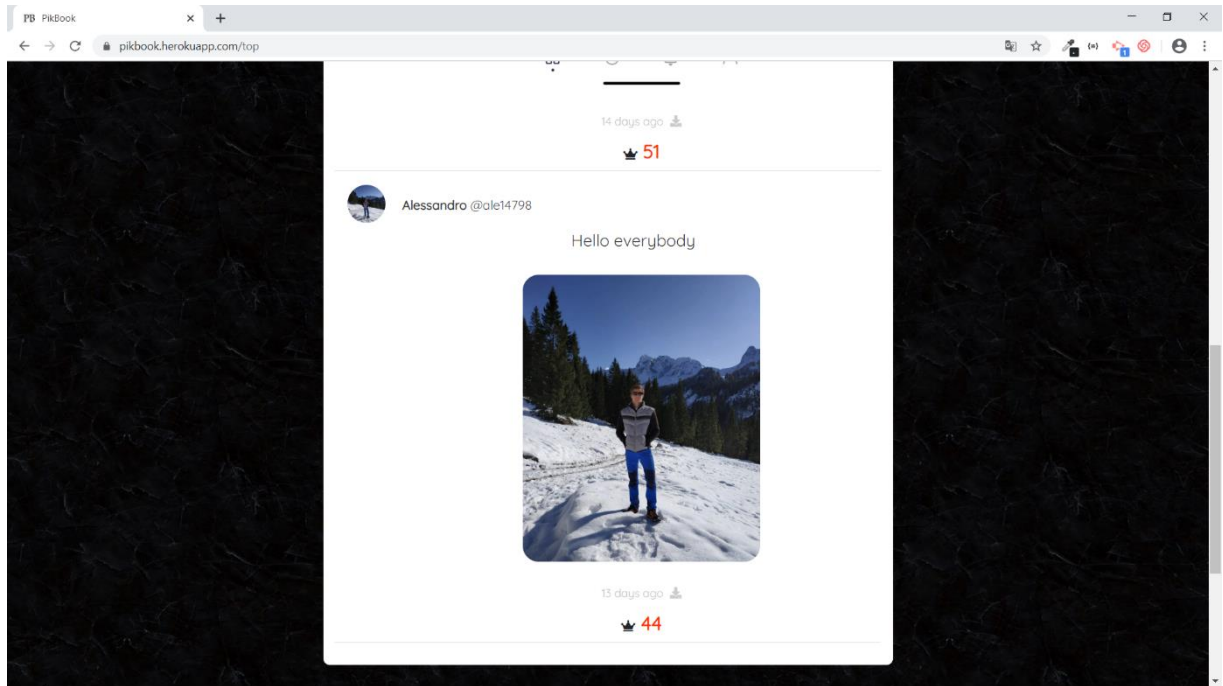 PB PikBook
pikbook.herokuapp.com/top
14 days ago
51
Alessandro @ale14798
Hello everybody
13 days ago
44